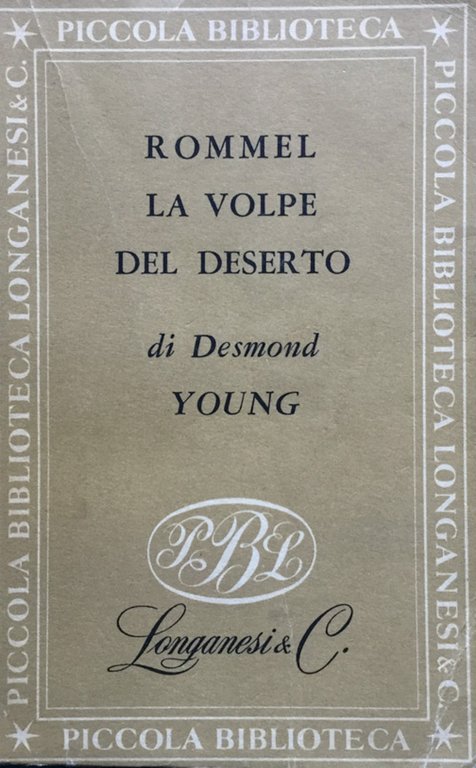 PICCOLA BIBLIOTECA
PICCOLA BIBLIOTECA LONGANESI & C.
PICCOLA BIBLIOTECA LONGANESI & C.
ROMMEL
LA VOLPE
DEL DESERTO
di Desmond
YOUNG
PBL
Longanesi & C.
PICCOLA BIBLIOTECA